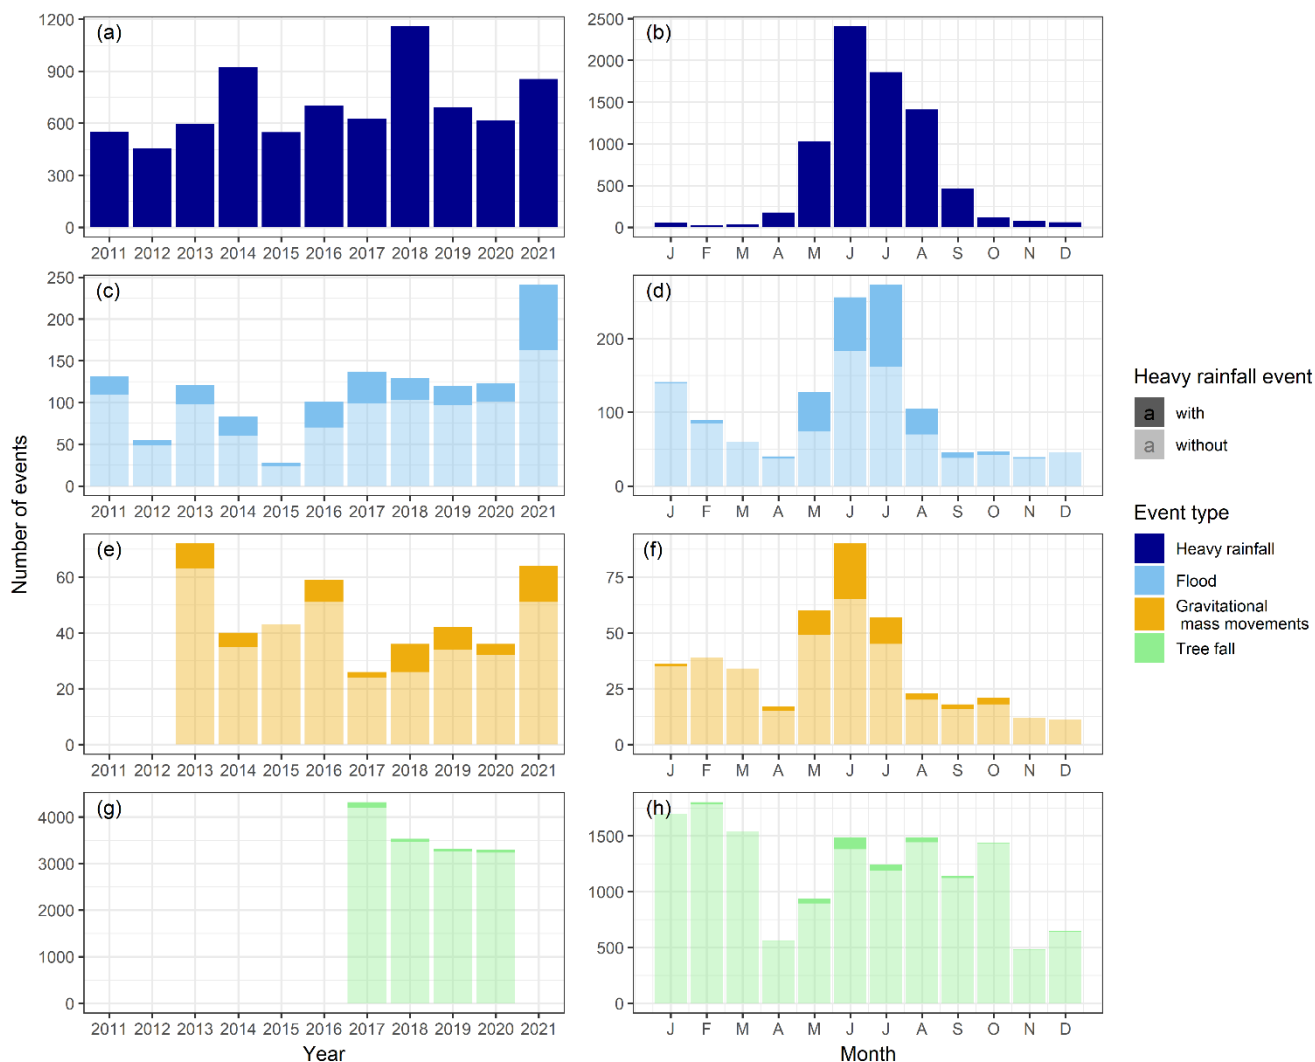 (a)
1200
900
600
300
0
2011 2012 2013 2014 2015 2016 2017 2018 2019 2020 2021
(b)
2500
2000
1500
1000
500
0
J F M A M J J A S O N D
(c)
250
200
150
100
50
0
2011 2012 2013 2014 2015 2016 2017 2018 2019 2020 2021
(d)
200
100
0
J F M A M J J A S O N D
(e)
60
40
20
0
2011 2012 2013 2014 2015 2016 2017 2018 2019 2020 2021
(f)
75
50
25
0
J F M A M J J A S O N D
(g)
4000
3000
2000
1000
0
2011 2012 2013 2014 2015 2016 2017 2018 2019 2020 2021
Year
(h)
1500
1000
500
0
J F M A M J J A S O N D
Month
Number of events
Heavy rainfall event
a with
a without
Event type
Heavy rainfall
Flood
Gravitational
mass movements
Tree fall